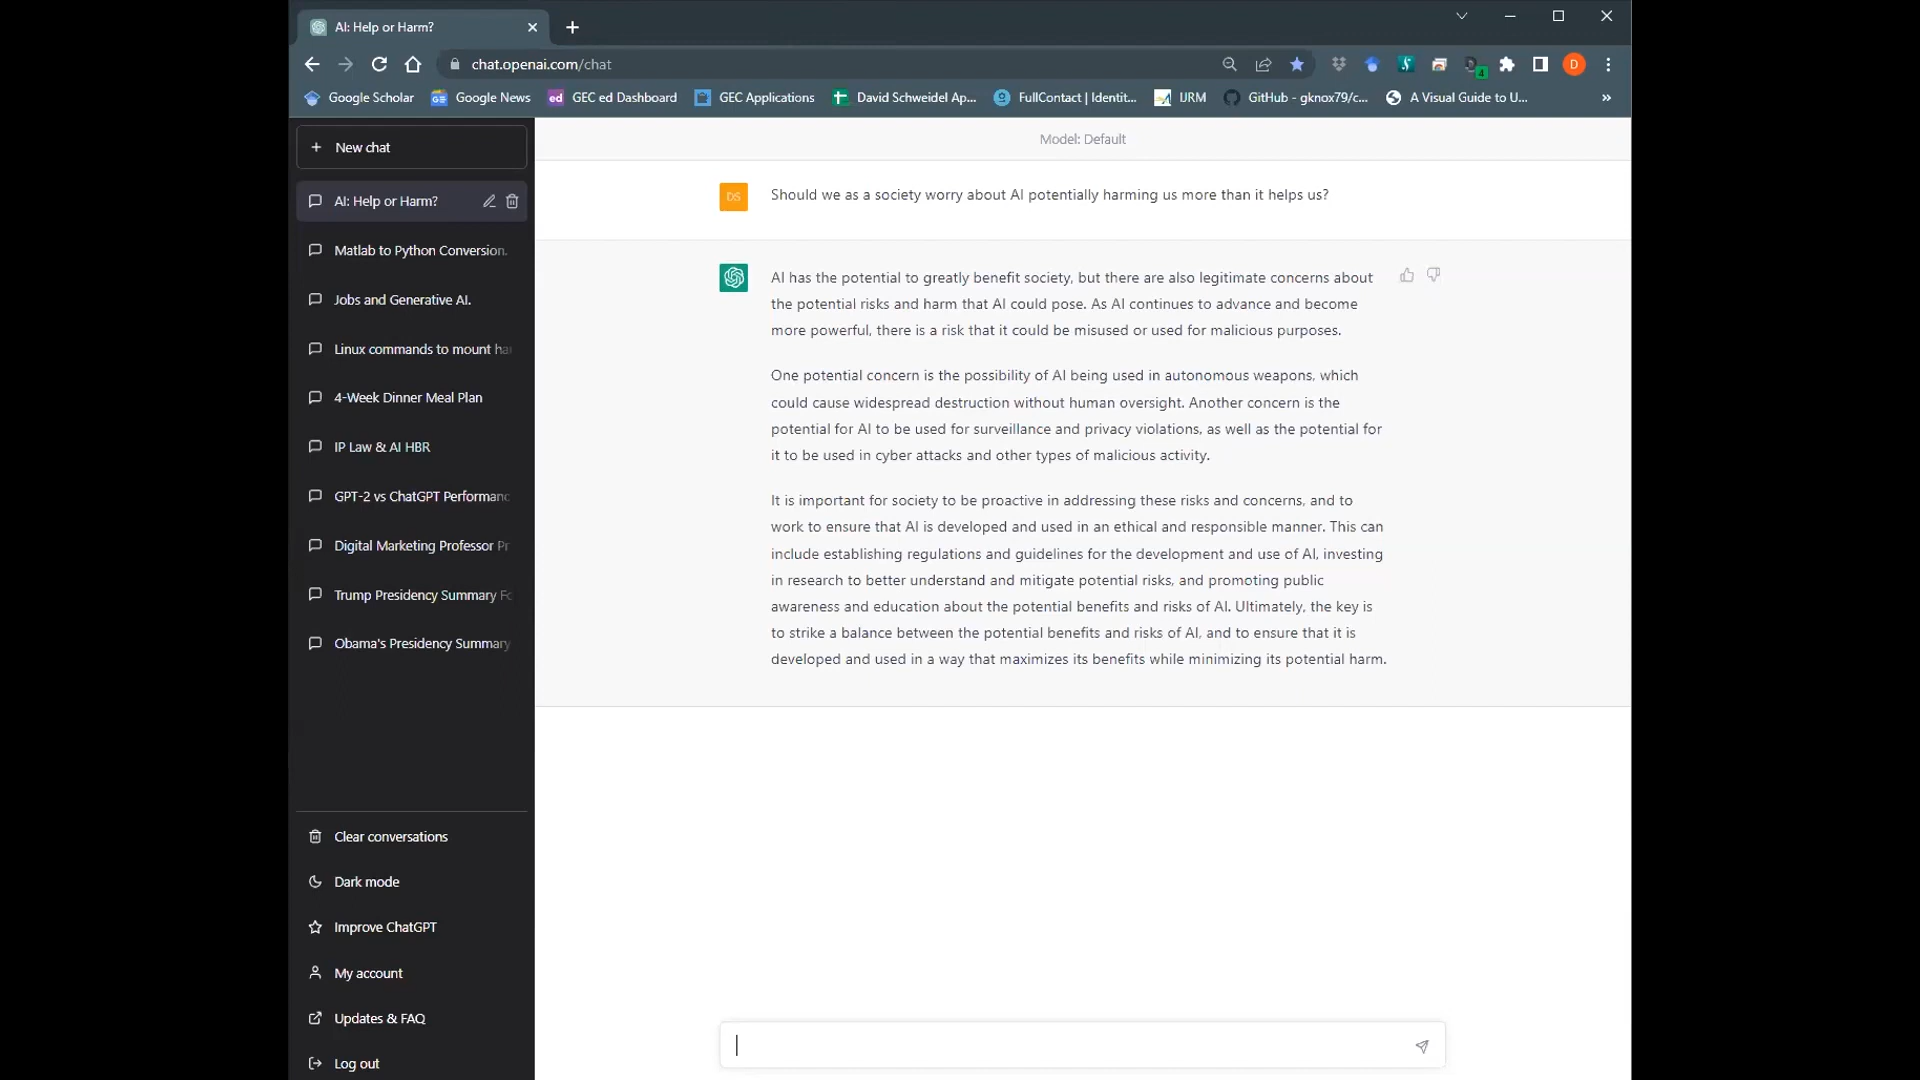 AI: Help or Harm?
chat.openai.com/chat
4
D
Google Scholar
Google News
ed GEC ed Dashboard
GEC Applications
David Schweidel Ap...
FullContact | Identit...
IJRM
GitHub - gknox79/c...
A Visual Guide to U...
»
New chat
AI: Help or Harm?
Matlab to Python Conversion.
Jobs and Generative AI.
Linux commands to mount
4-Week Dinner Meal Plan
IP Law & AI HBR
GPT-2 vs ChatGPT Performanc
Digital Marketing Professor Pr
Trump Presidency Summary
Obama's Presidency Summary
Clear conversations
Dark mode
Improve ChatGPT
My account
Updates & FAQ
Log out
Model: Default
DS
Should we as a society worry about AI potentially harming us more than it helps us?
AI has the potential to greatly benefit society, but there are also legitimate concerns about
the potential risks and harm that AI could pose. As AI continues to advance and become
more powerful, there is a risk that it could be misused or used for malicious purposes.
One potential concern is the possibility of AI being used in autonomous weapons, which
could cause widespread destruction without human oversight. Another concern is the
potential for AI to be used for surveillance and privacy violations, as well as the potential for
it to be used in cyber attacks and other types of malicious activity.
It is important for society to be proactive in addressing these risks and concerns, and to
work to ensure that AI is developed and used in an ethical and responsible manner. This can
include establishing regulations and guidelines for the development and use of AI, investing
in research to better understand and mitigate potential risks, and promoting public
awareness and education about the potential benefits and risks of AI. Ultimately, the key is
to strike a balance between the potential benefits and risks of AI, and to ensure that it is
developed and used in a way that maximizes its benefits while minimizing its potential harm.